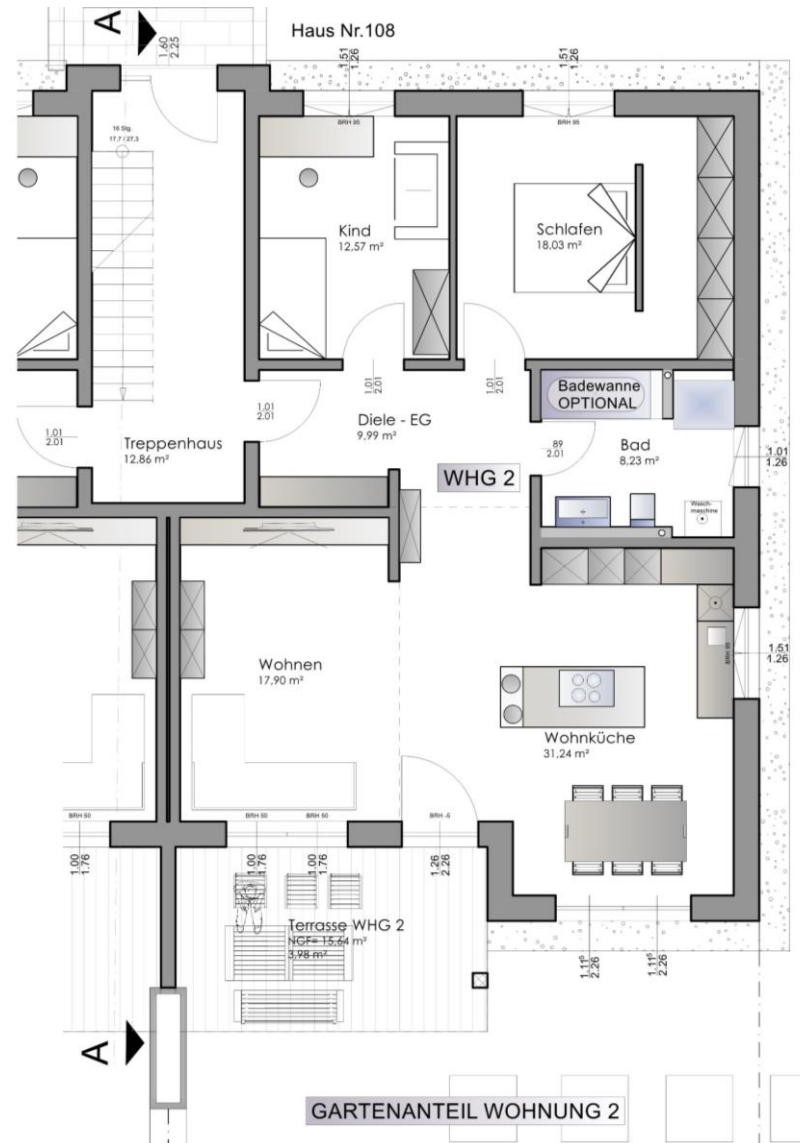 A
Haus Nr.108
1.60
2.25
1.51
1.26
1.51
1.26
BRH 95
BRH 95
16 Stg.
17,7 / 27,3
Kind
12,57 m²
Schlafen
18,03 m²
1.01
2.01
1.01
2.01
1.01
2.01
Badewanne
OPTIONAL
Diele - EG
9,99 m²
1.01
2.01
Treppenhaus
12,86 m²
89
2.01
Bad
8,23 m²
1.01
1.26
WHG 2
Wasch-
maschine
1.51
1.26
BRH 95
Wohnen
17,90 m²
Wohnküche
31,24 m²
BRH 50
BRH 50
BRH 50
BRH -5
1.00
1.76
1.00
1.76
1.00
1.76
1.26
2.26
Terrasse WHG 2
NGF= 15,64 m²
3,98 m²
1.11⁵
2.26
1.11⁵
2.26
A
GARTENANTEIL WOHNUNG 2